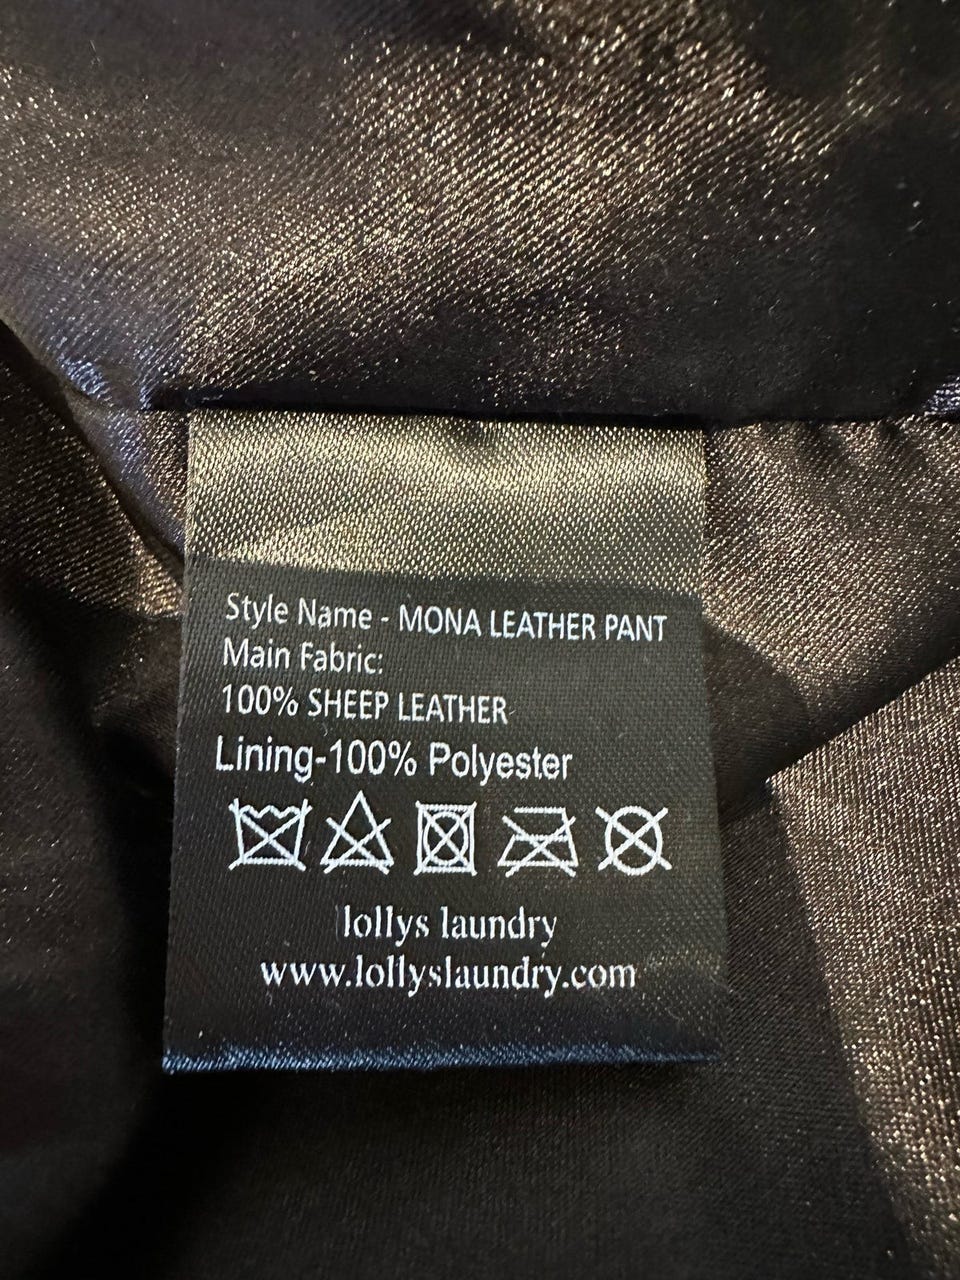 Style Name - MONA LEATHER PANT
Main Fabric:
100% SHEEP LEATHER
Lining-100% Polyester
lollys laundry
www.lollyslaundry.com